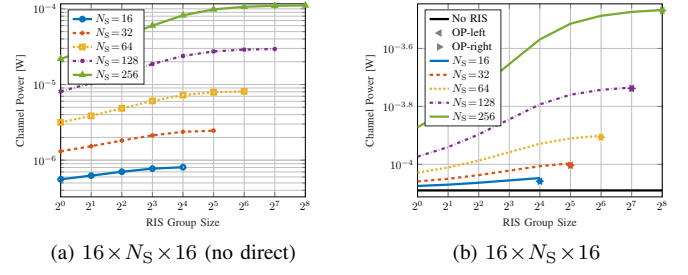 10^{-4}
10^{-5}
10^{-6}
Channel Power [W]
N_S = 16
N_S = 32
N_S = 64
N_S = 128
N_S = 256
2^0 2^1 2^2 2^3 2^4 2^5 2^6 2^7 2^8
RIS Group Size
(a) 16 × N_S × 16 (no direct)
10^{-3.6}
10^{-3.8}
10^{-4}
Channel Power [W]
No RIS
OP-left
OP-right
N_S = 16
N_S = 32
N_S = 64
N_S = 128
N_S = 256
2^0 2^1 2^2 2^3 2^4 2^5 2^6 2^7 2^8
RIS Group Size
(b) 16 × N_S × 16